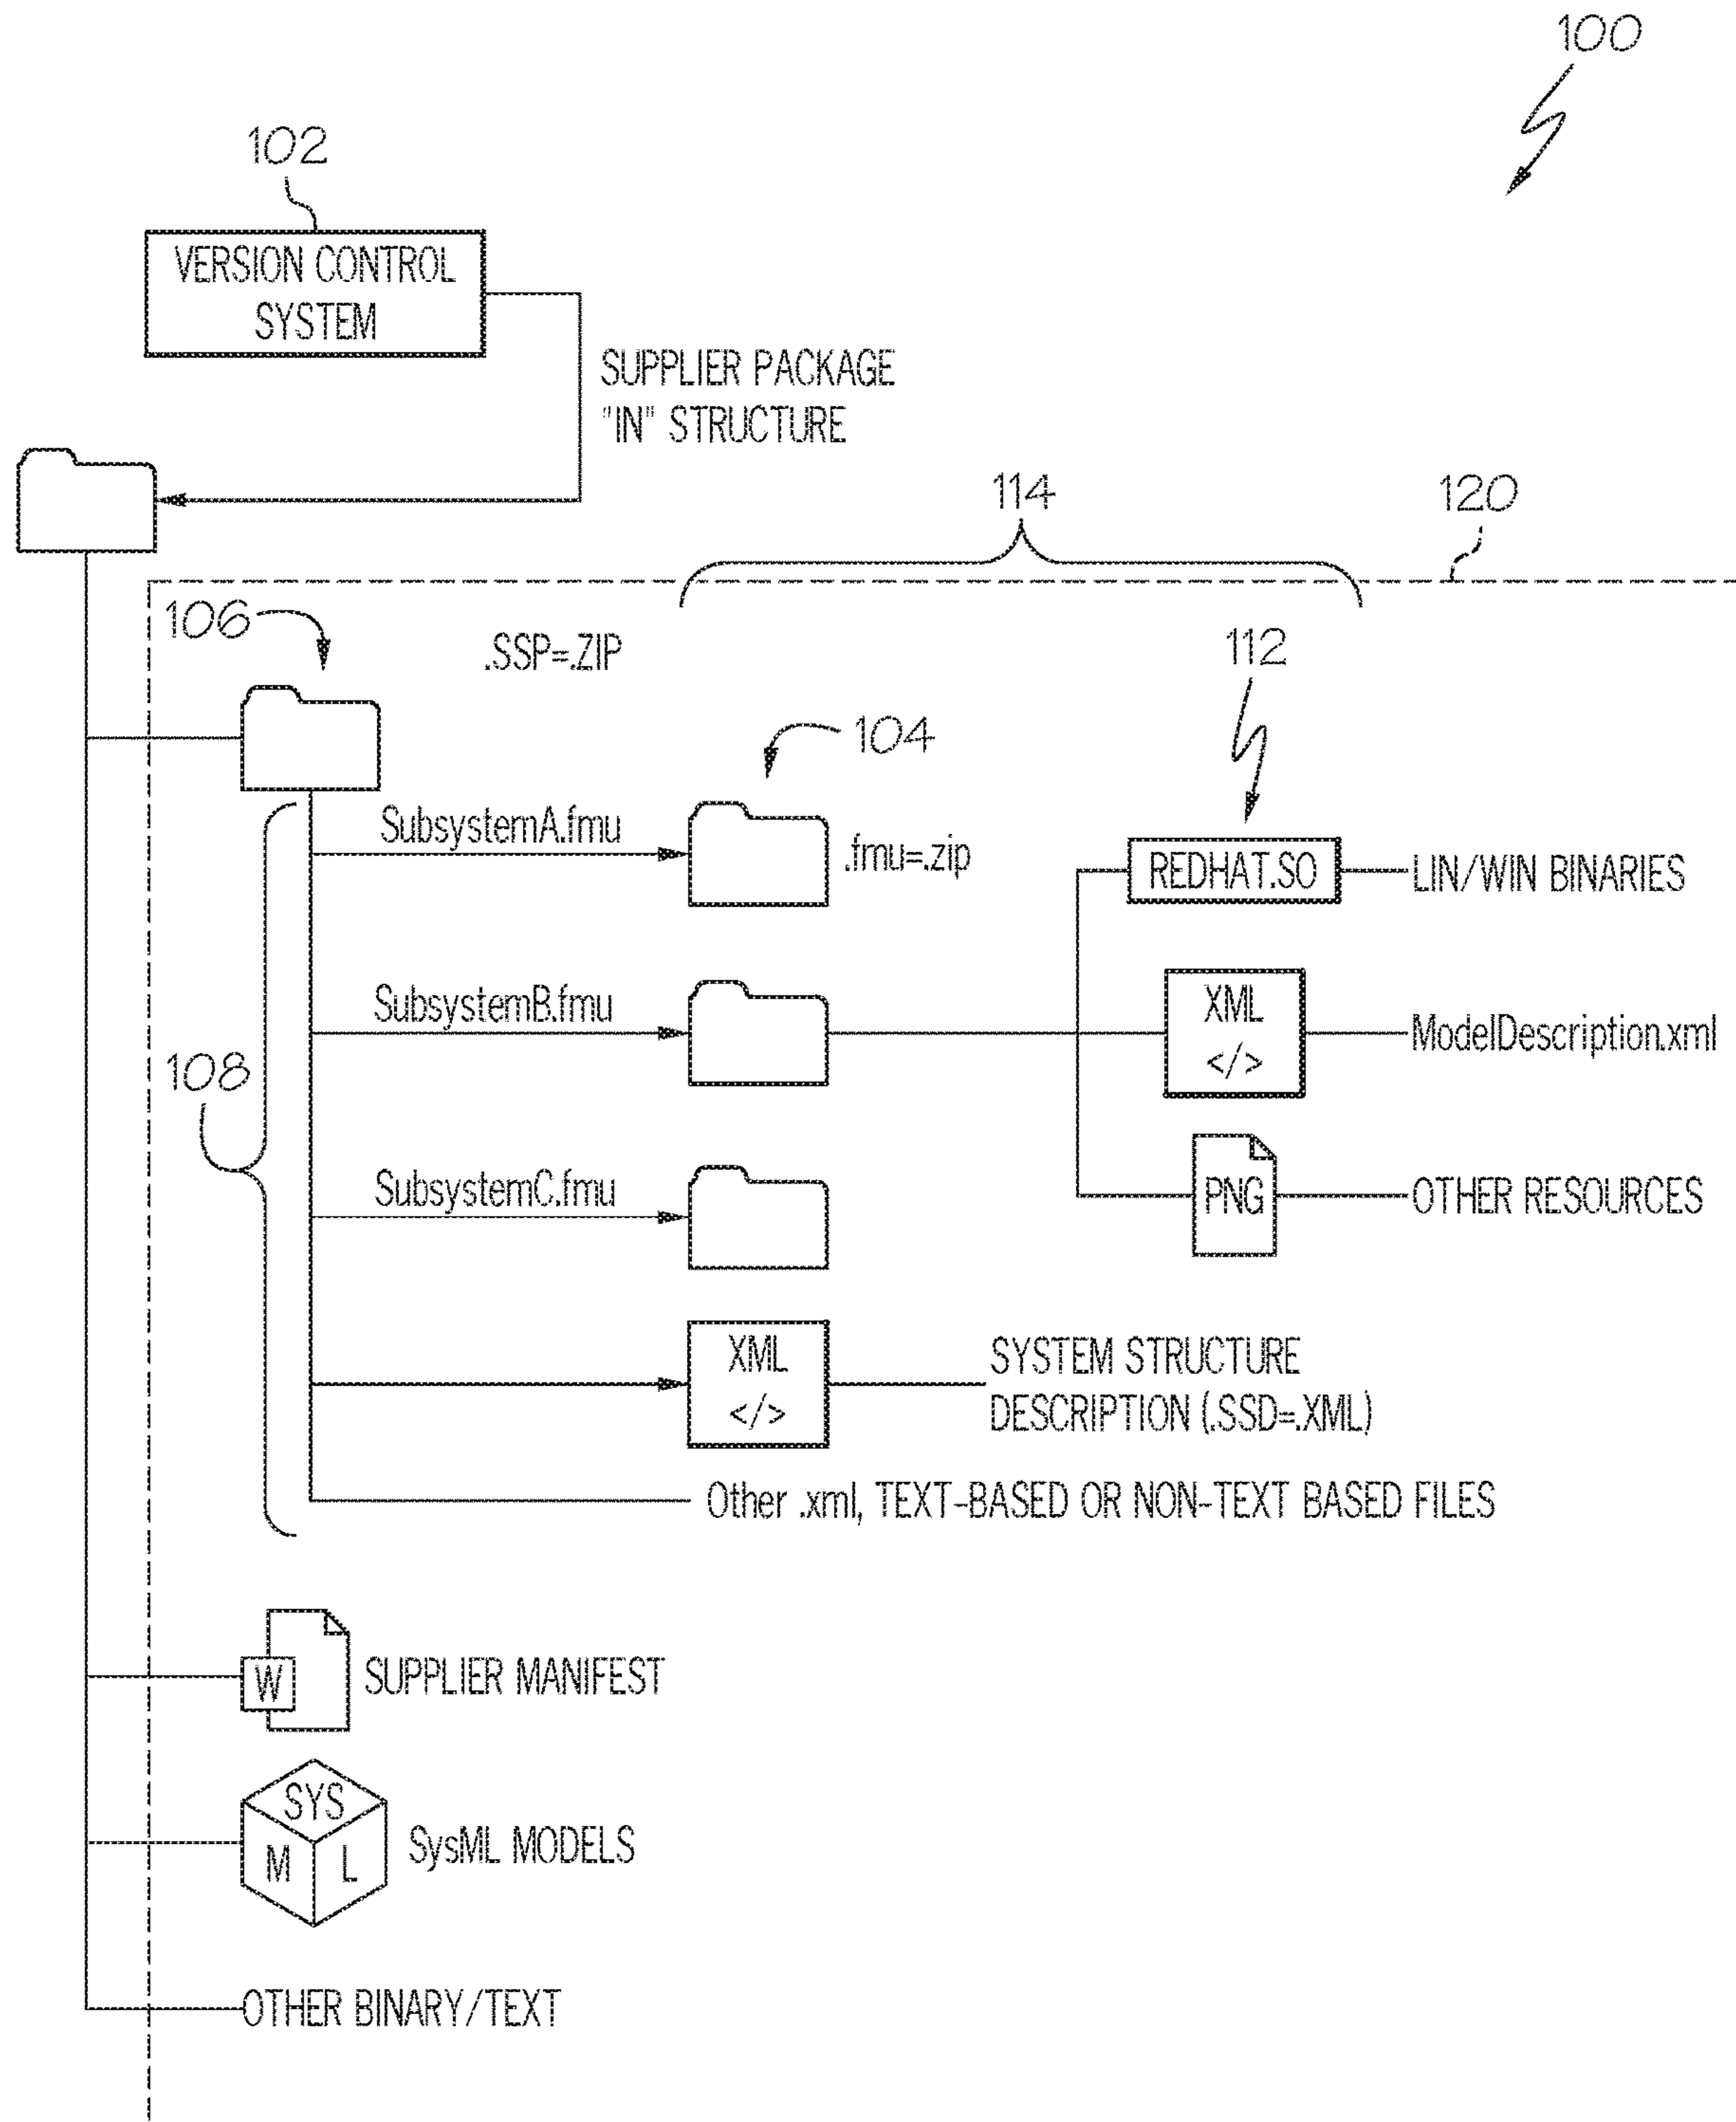 100
102
VERSION CONTROL
SYSTEM
SUPPLIER PACKAGE
"IN" STRUCTURE
114
120
106
.SSP=.ZIP
112
104
SubsystemA.fmu
.fmu=.zip
REDHAT.SO
LIN/WIN BINARIES
SubsystemB.fmu
XML
</>
ModelDescription.xml
108
SubsystemC.fmu
PNG
OTHER RESOURCES
XML
</>
SYSTEM STRUCTURE
DESCRIPTION (.SSD=.XML)
Other .xml, TEXT-BASED OR NON-TEXT BASED FILES
W
SUPPLIER MANIFEST
SYS
M L
SysML MODELS
OTHER BINARY/TEXT